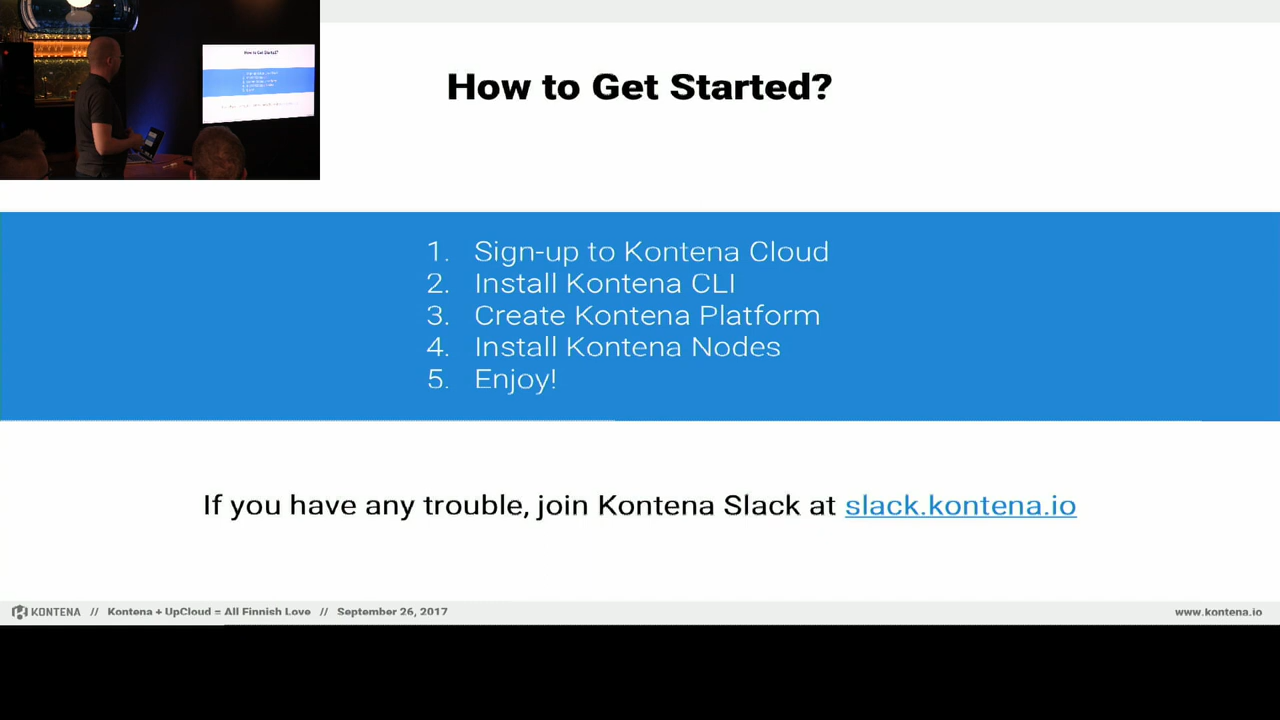 How to Get Started?
1. Sign-up to Kontena Cloud
2. Install Kontena CLI
3. Create Kontena Platform
4. Install Kontena Nodes
5. Enjoy!
If you have any trouble, join Kontena Slack at slack.kontena.io
KONTENA // Kontena + UpCloud = All Finnish Love // September 26, 2017
www.kontena.io